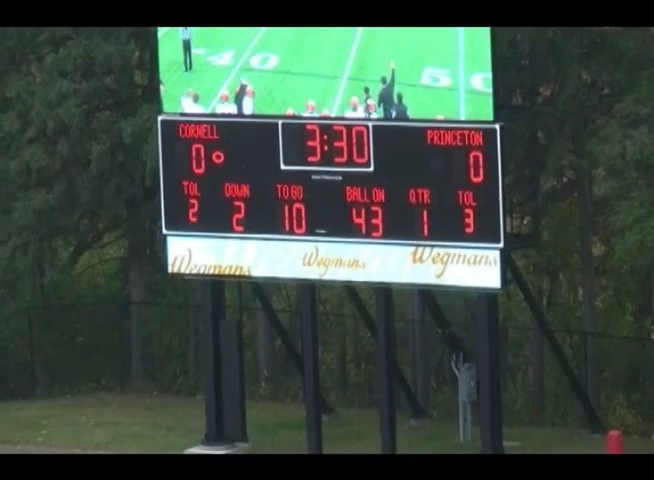 40 50
CORNELL 3:30 PRINCETON
0 0
TOL DOWN TO GO BALL ON QTR TOL
2 2 10 43 1 3
Wegmans Wegmans Wegmans